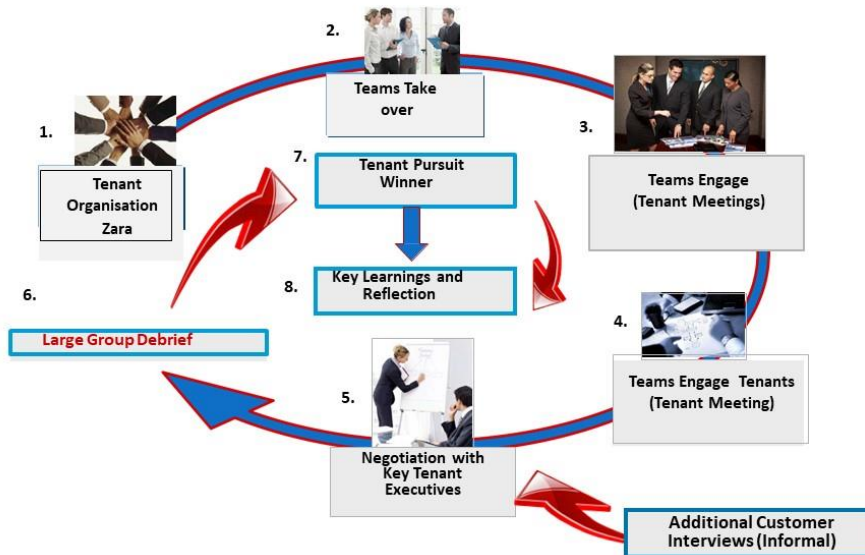 1.
Tenant
Organisation
Zara
2.
Teams Take
over
3.
Teams Engage
(Tenant Meetings)
4.
Teams Engage Tenants
(Tenant Meeting)
5.
Negotiation with
Key Tenant
Executives
Additional Customer
Interviews (Informal)
6.
Large Group Debrief
7.
Tenant Pursuit
Winner
8.
Key Learnings and
Reflection